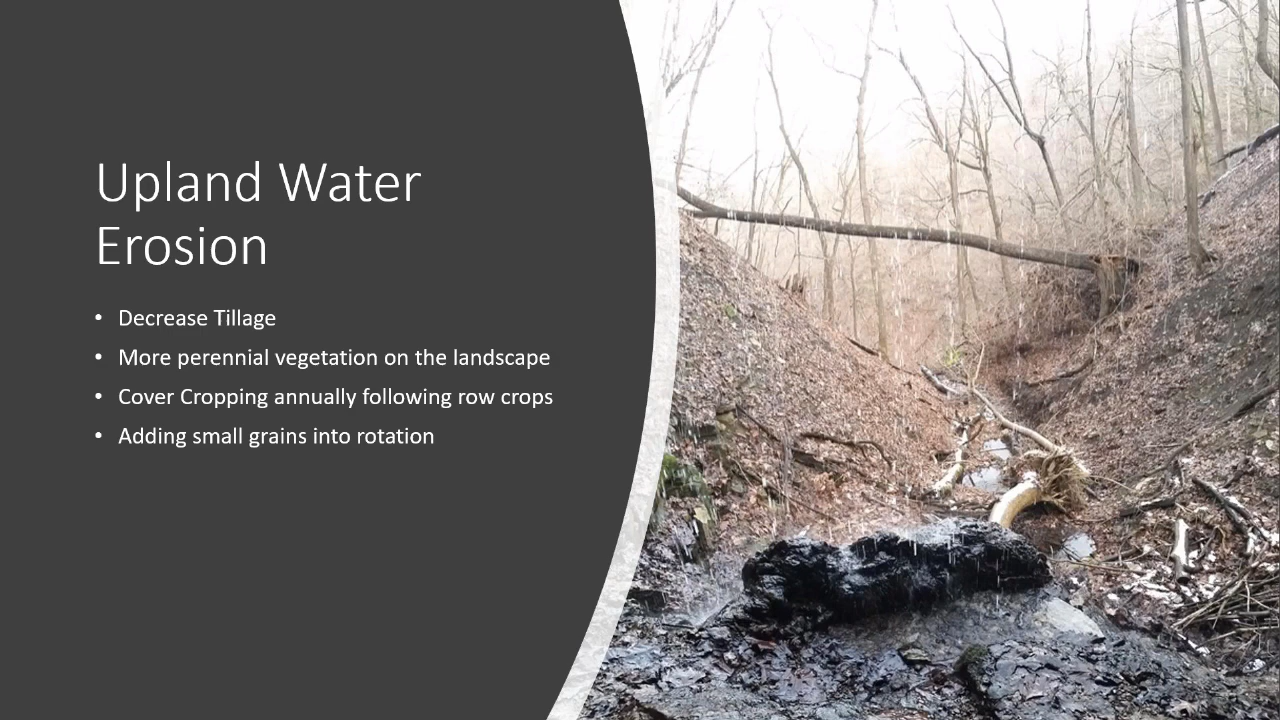 Upland Water
Erosion
• Decrease Tillage
• More perennial vegetation on the landscape
• Cover Cropping annually following row crops
• Adding small grains into rotation